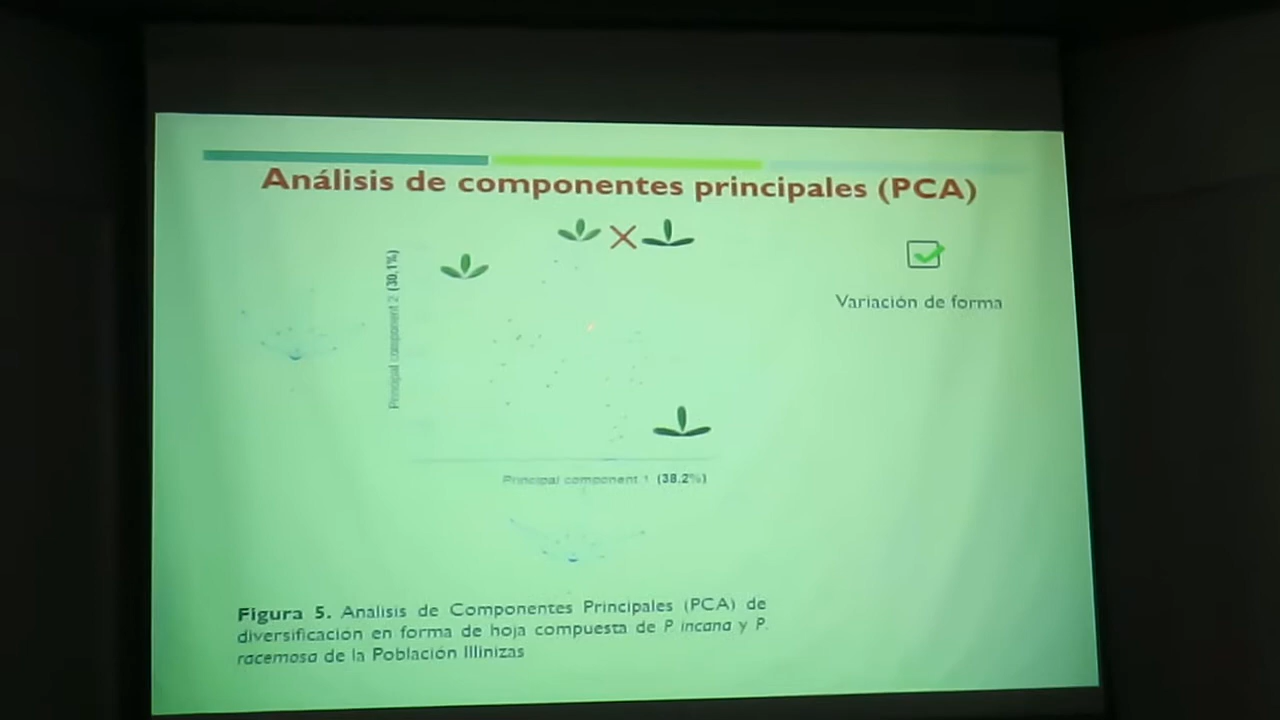 Análisis de componentes principales (PCA)
Variación de forma
Principal component 2 (30,1%)
Principal component 1 (38.2%)
Figura 5. Analisis de Componentes Principales (PCA) de
diversificación en forma de hoja compuesta de P incana y P.
racemosa de la Población Illinizas